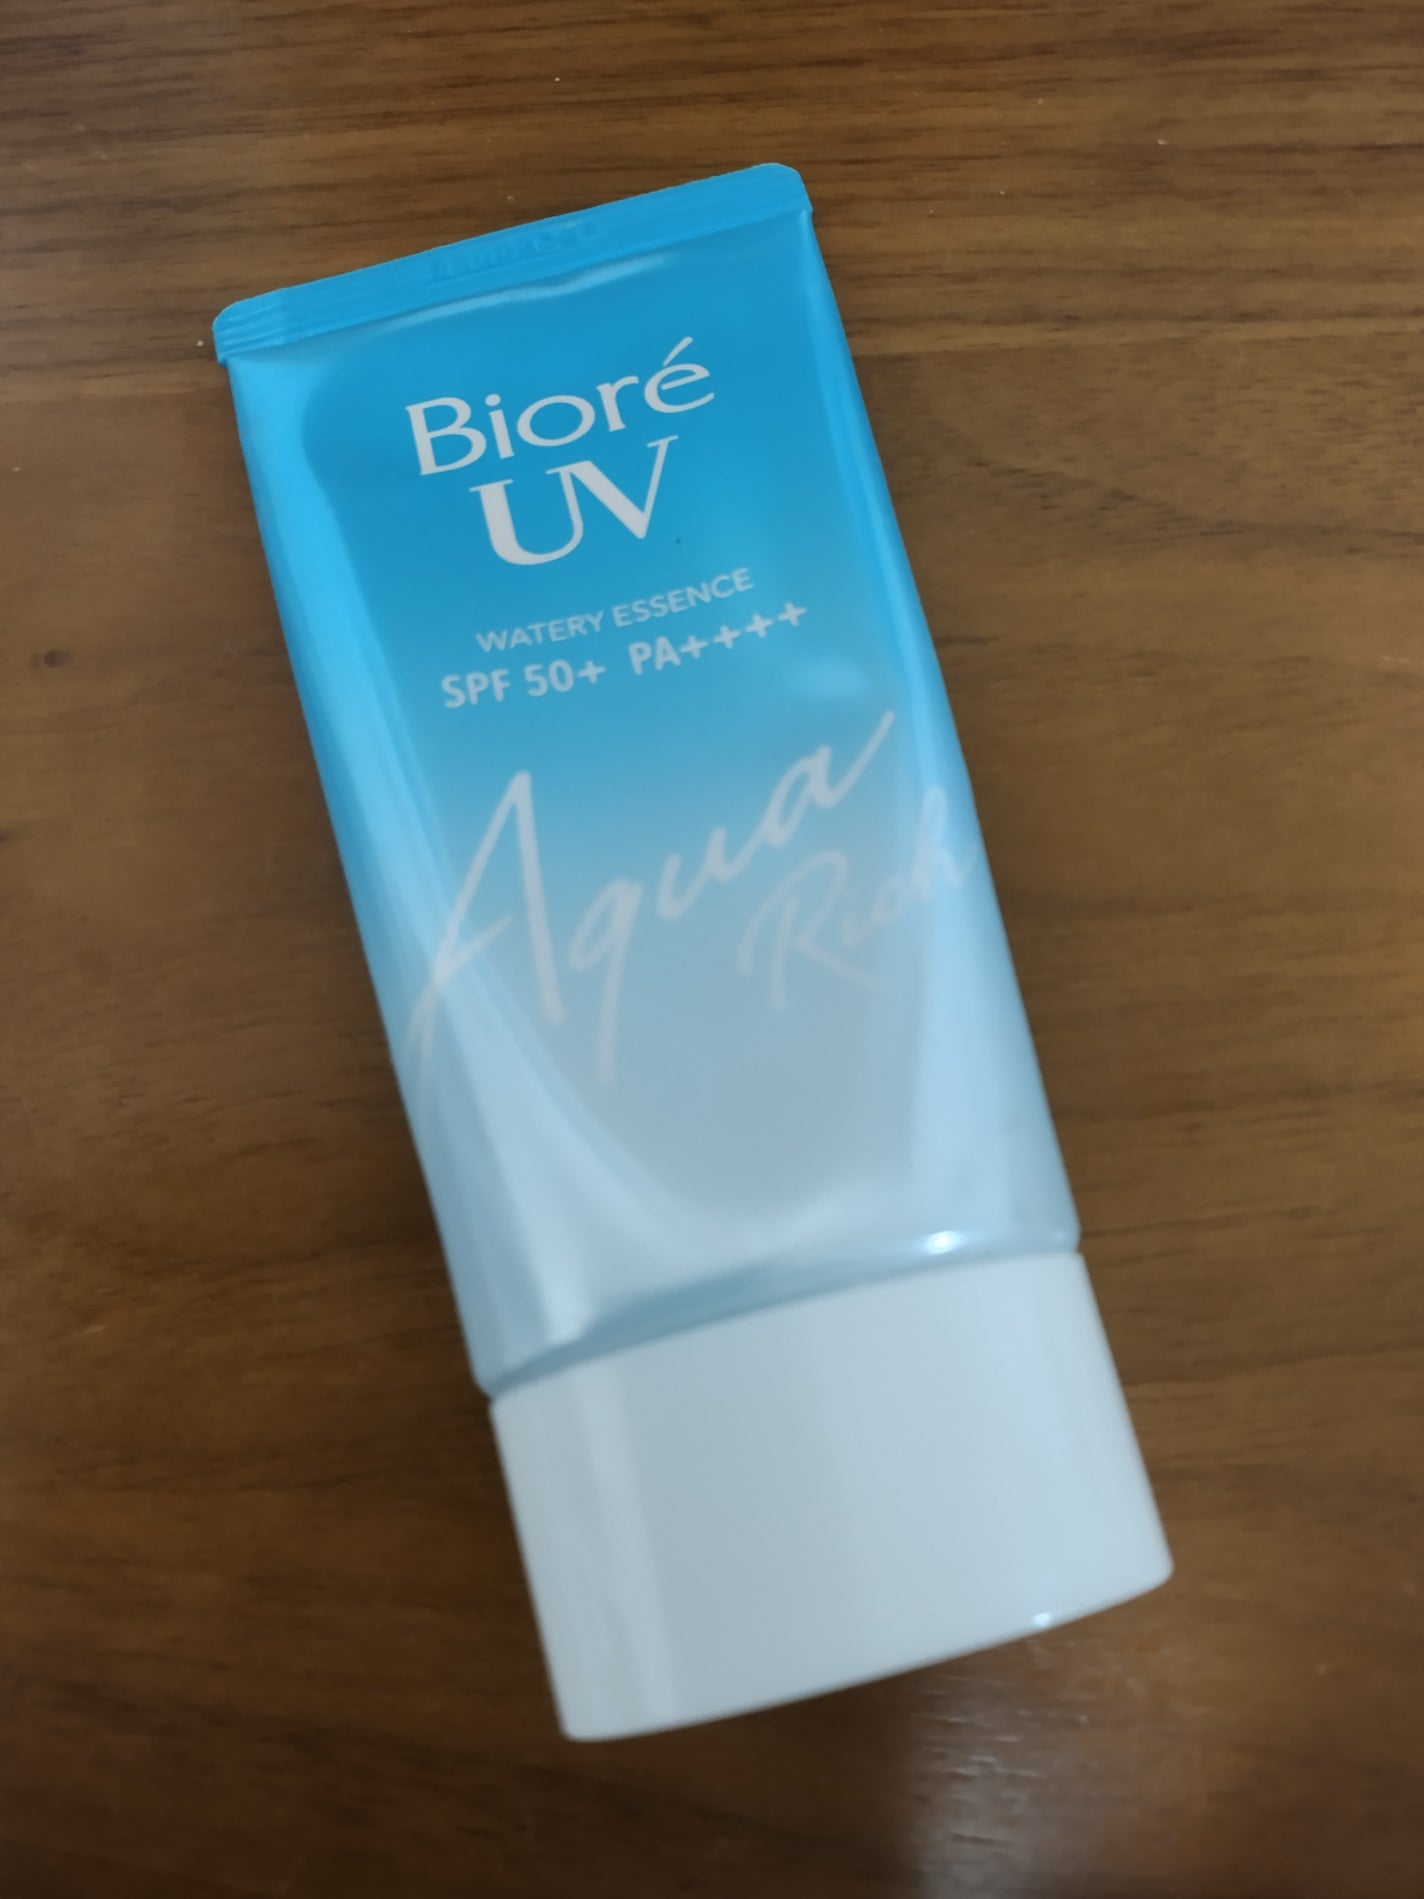 Bioré
UV
WATERY ESSENCE
SPF 50+ PA++++
Aqua
Rich